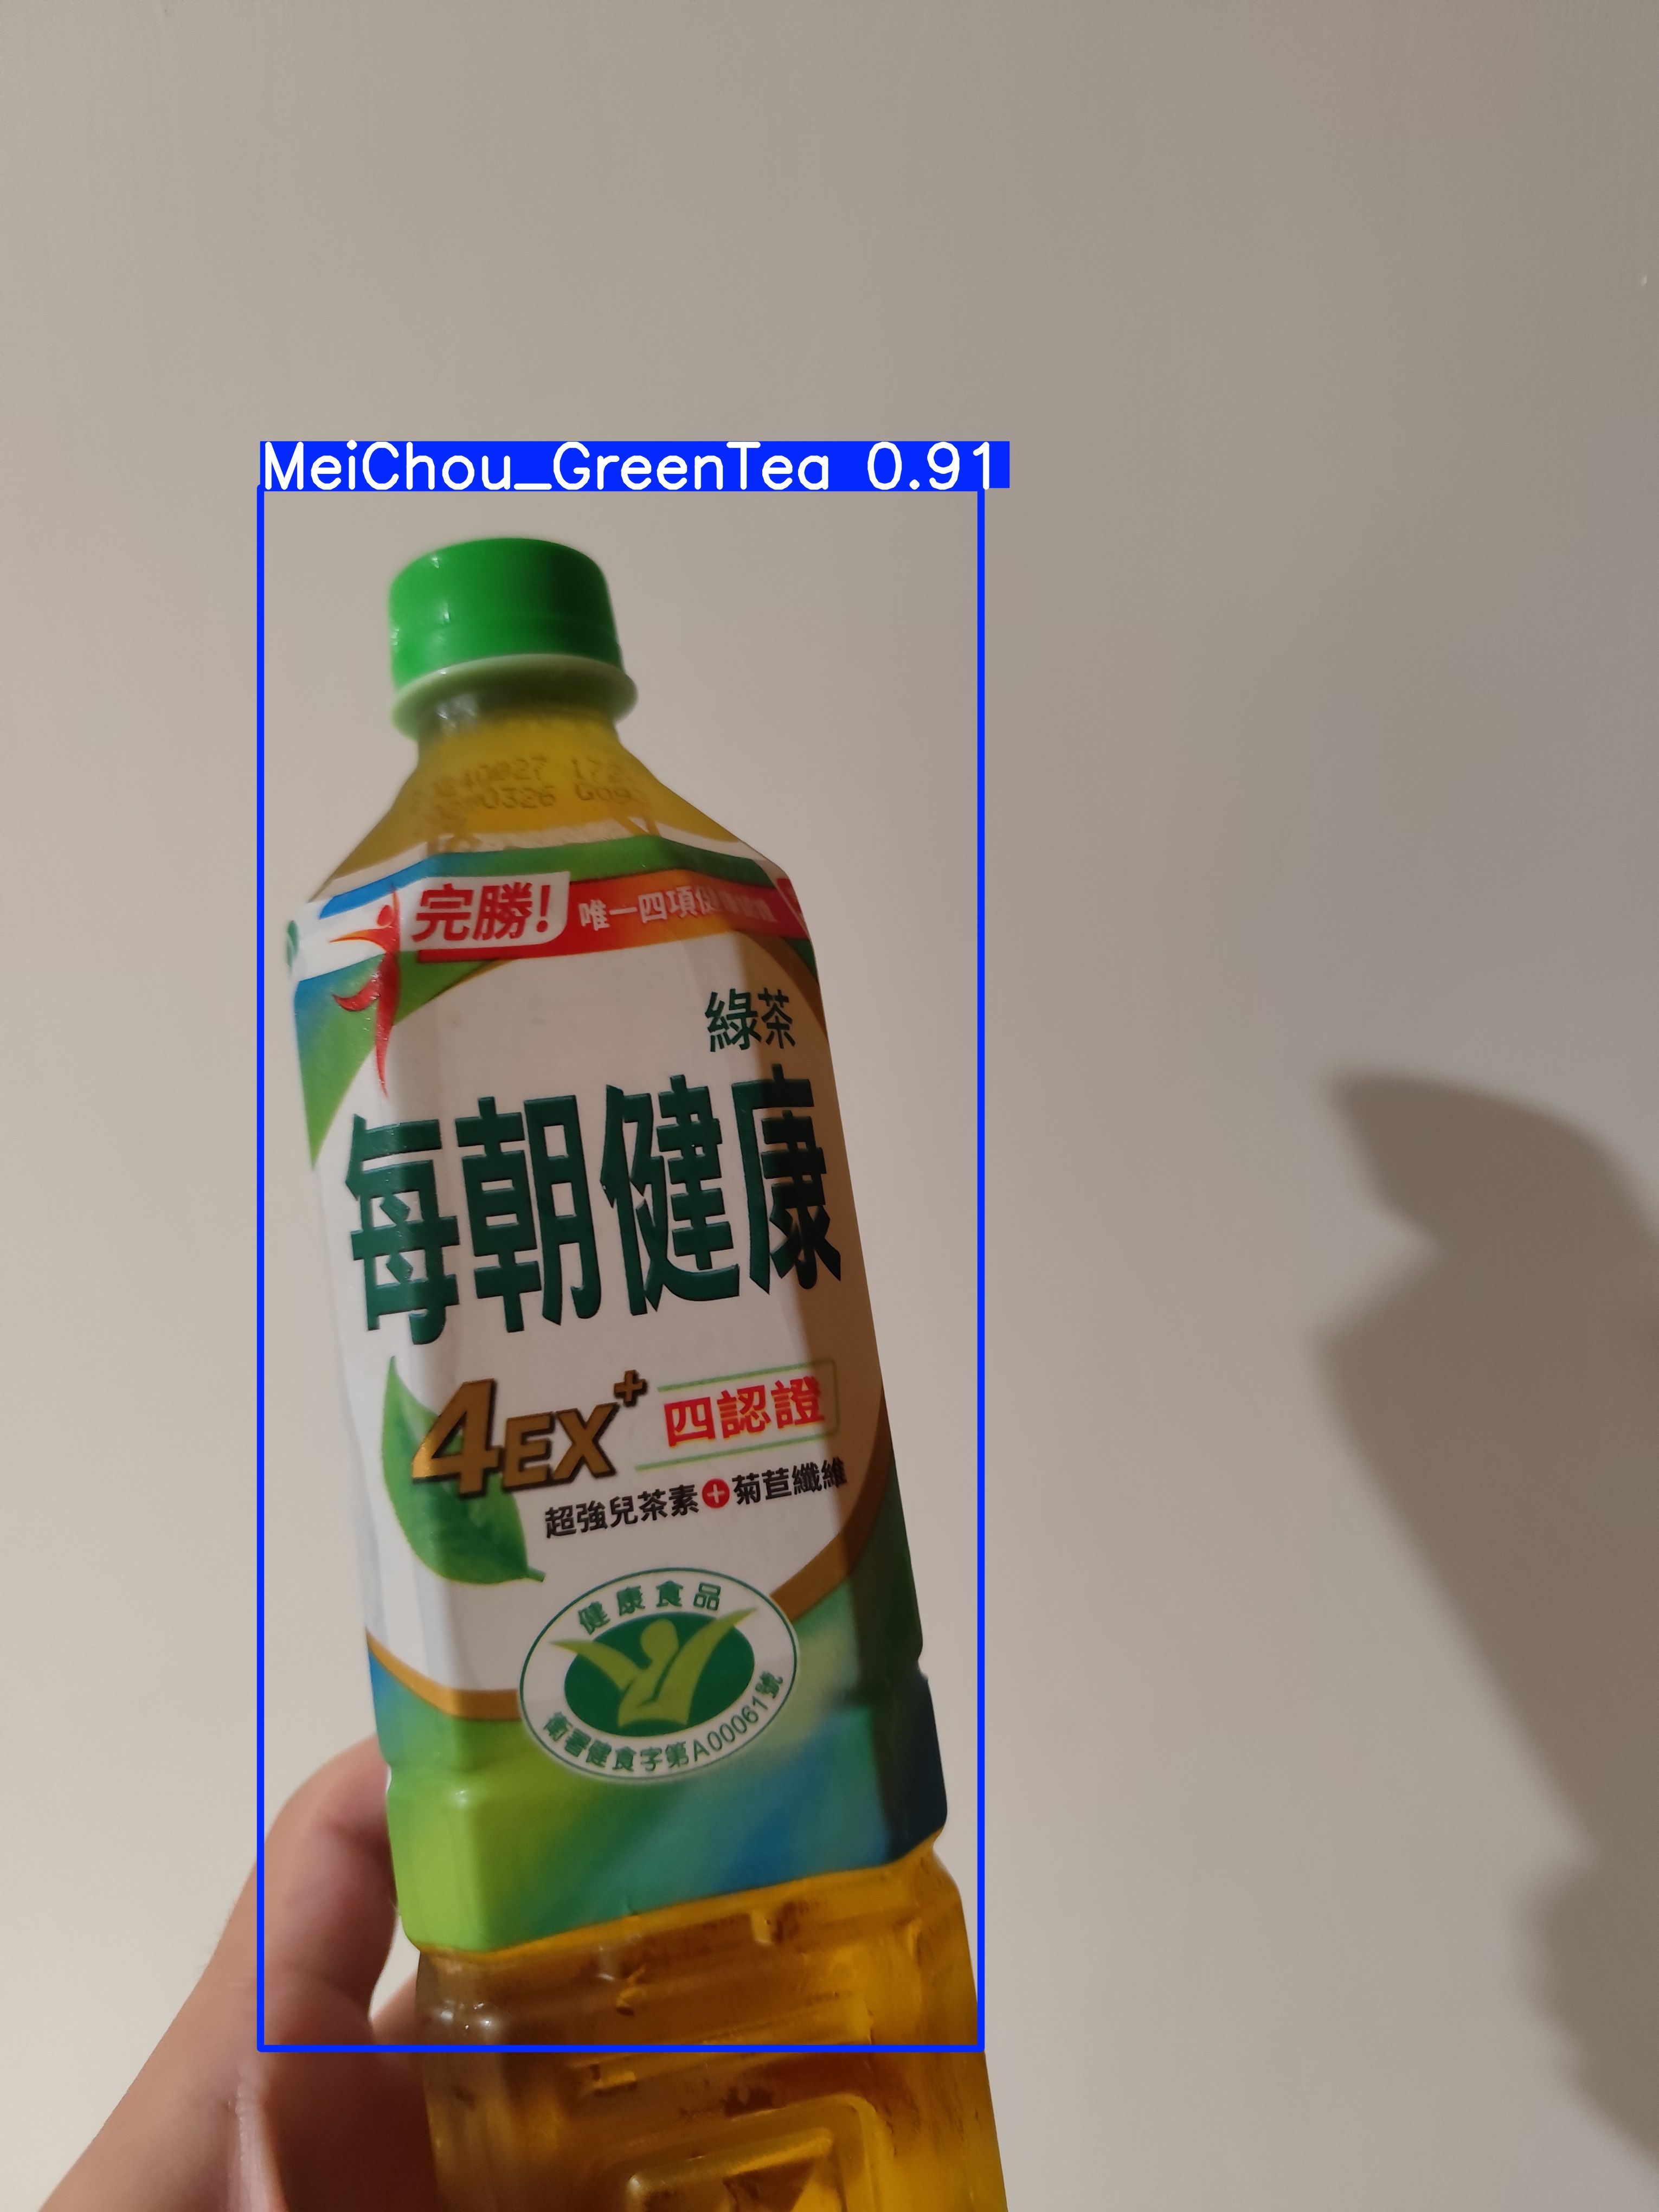 MeiChou_GreenTea 0.91
完勝! 唯一四項
綠茶
每朝健康
4EX+ 四認證
超強兒茶素+菊苣纖維
健康食品
衛署健食字第A00061號